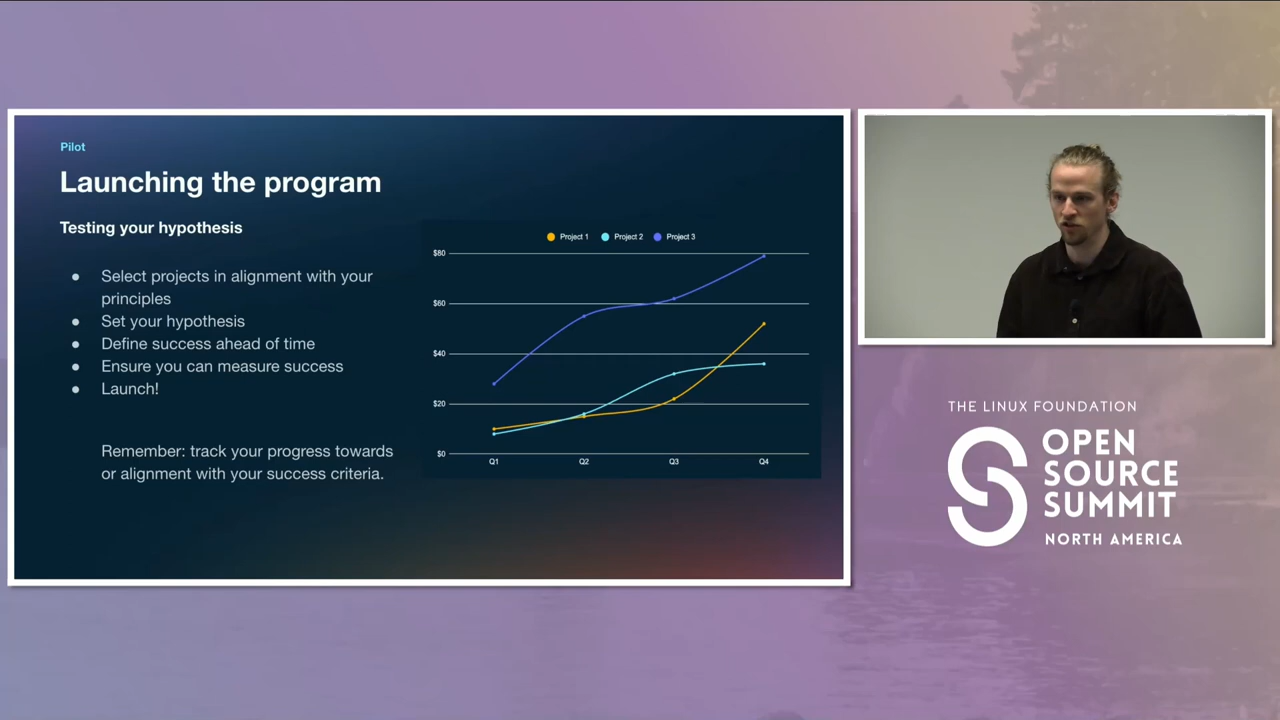 Pilot
Launching the program
Testing your hypothesis
● Select projects in alignment with your
principles
● Set your hypothesis
● Define success ahead of time
● Ensure you can measure success
● Launch!
Remember: track your progress towards
or alignment with your success criteria.
Project 1 Project 2 Project 3
$80
$60
$40
$20
$0
Q1 Q2 Q3 Q4
THE LINUX FOUNDATION
OPEN
SOURCE
SUMMIT
NORTH AMERICA